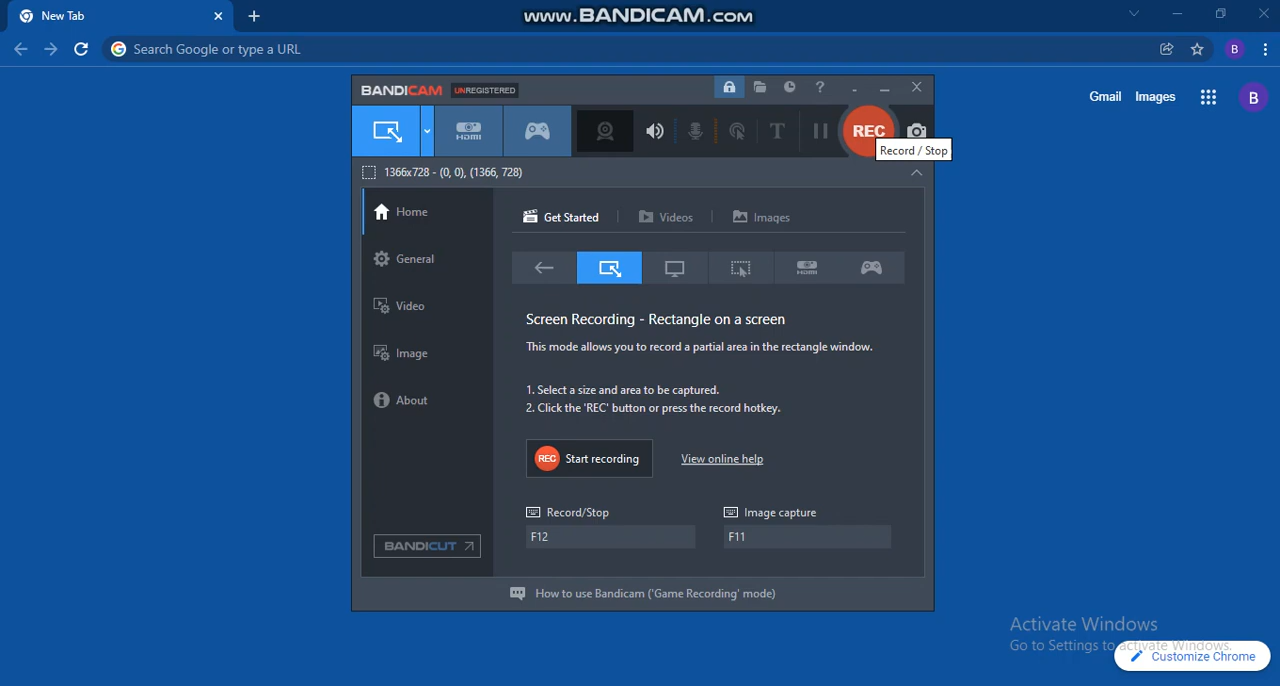 New Tab
www.BANDICAM.com
Search Google or type a URL
B
BANDICAM UNREGISTERED
?
Gmail Images
B
HDMI
T
REC
Record / Stop
1366x728 - (0, 0), (1366, 728)
Home
General
Video
Image
About
BANDICUT
Get Started
Videos
Images
HDMI
Screen Recording - Rectangle on a screen
This mode allows you to record a partial area in the rectangle window.
1. Select a size and area to be captured.
2. Click the 'REC' button or press the record hotkey.
REC Start recording
View online help
Record/Stop
Image capture
F12
F11
How to use Bandicam ('Game Recording' mode)
Activate Windows
Go to Settings to activate Windows.
Customize Chrome